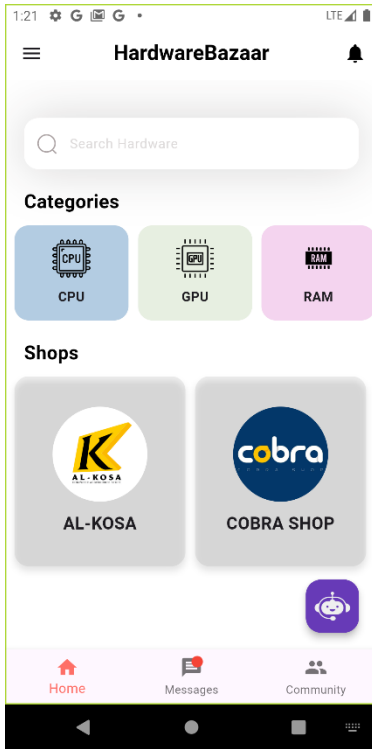 1:21 G G LTE
HardwareBazaar
Search Hardware
Categories
CPU GPU RAM
CPU GPU RAM
Shops
K
AL-KOSA
cobra
AL-KOSA COBRA SHOP
Home Messages Community